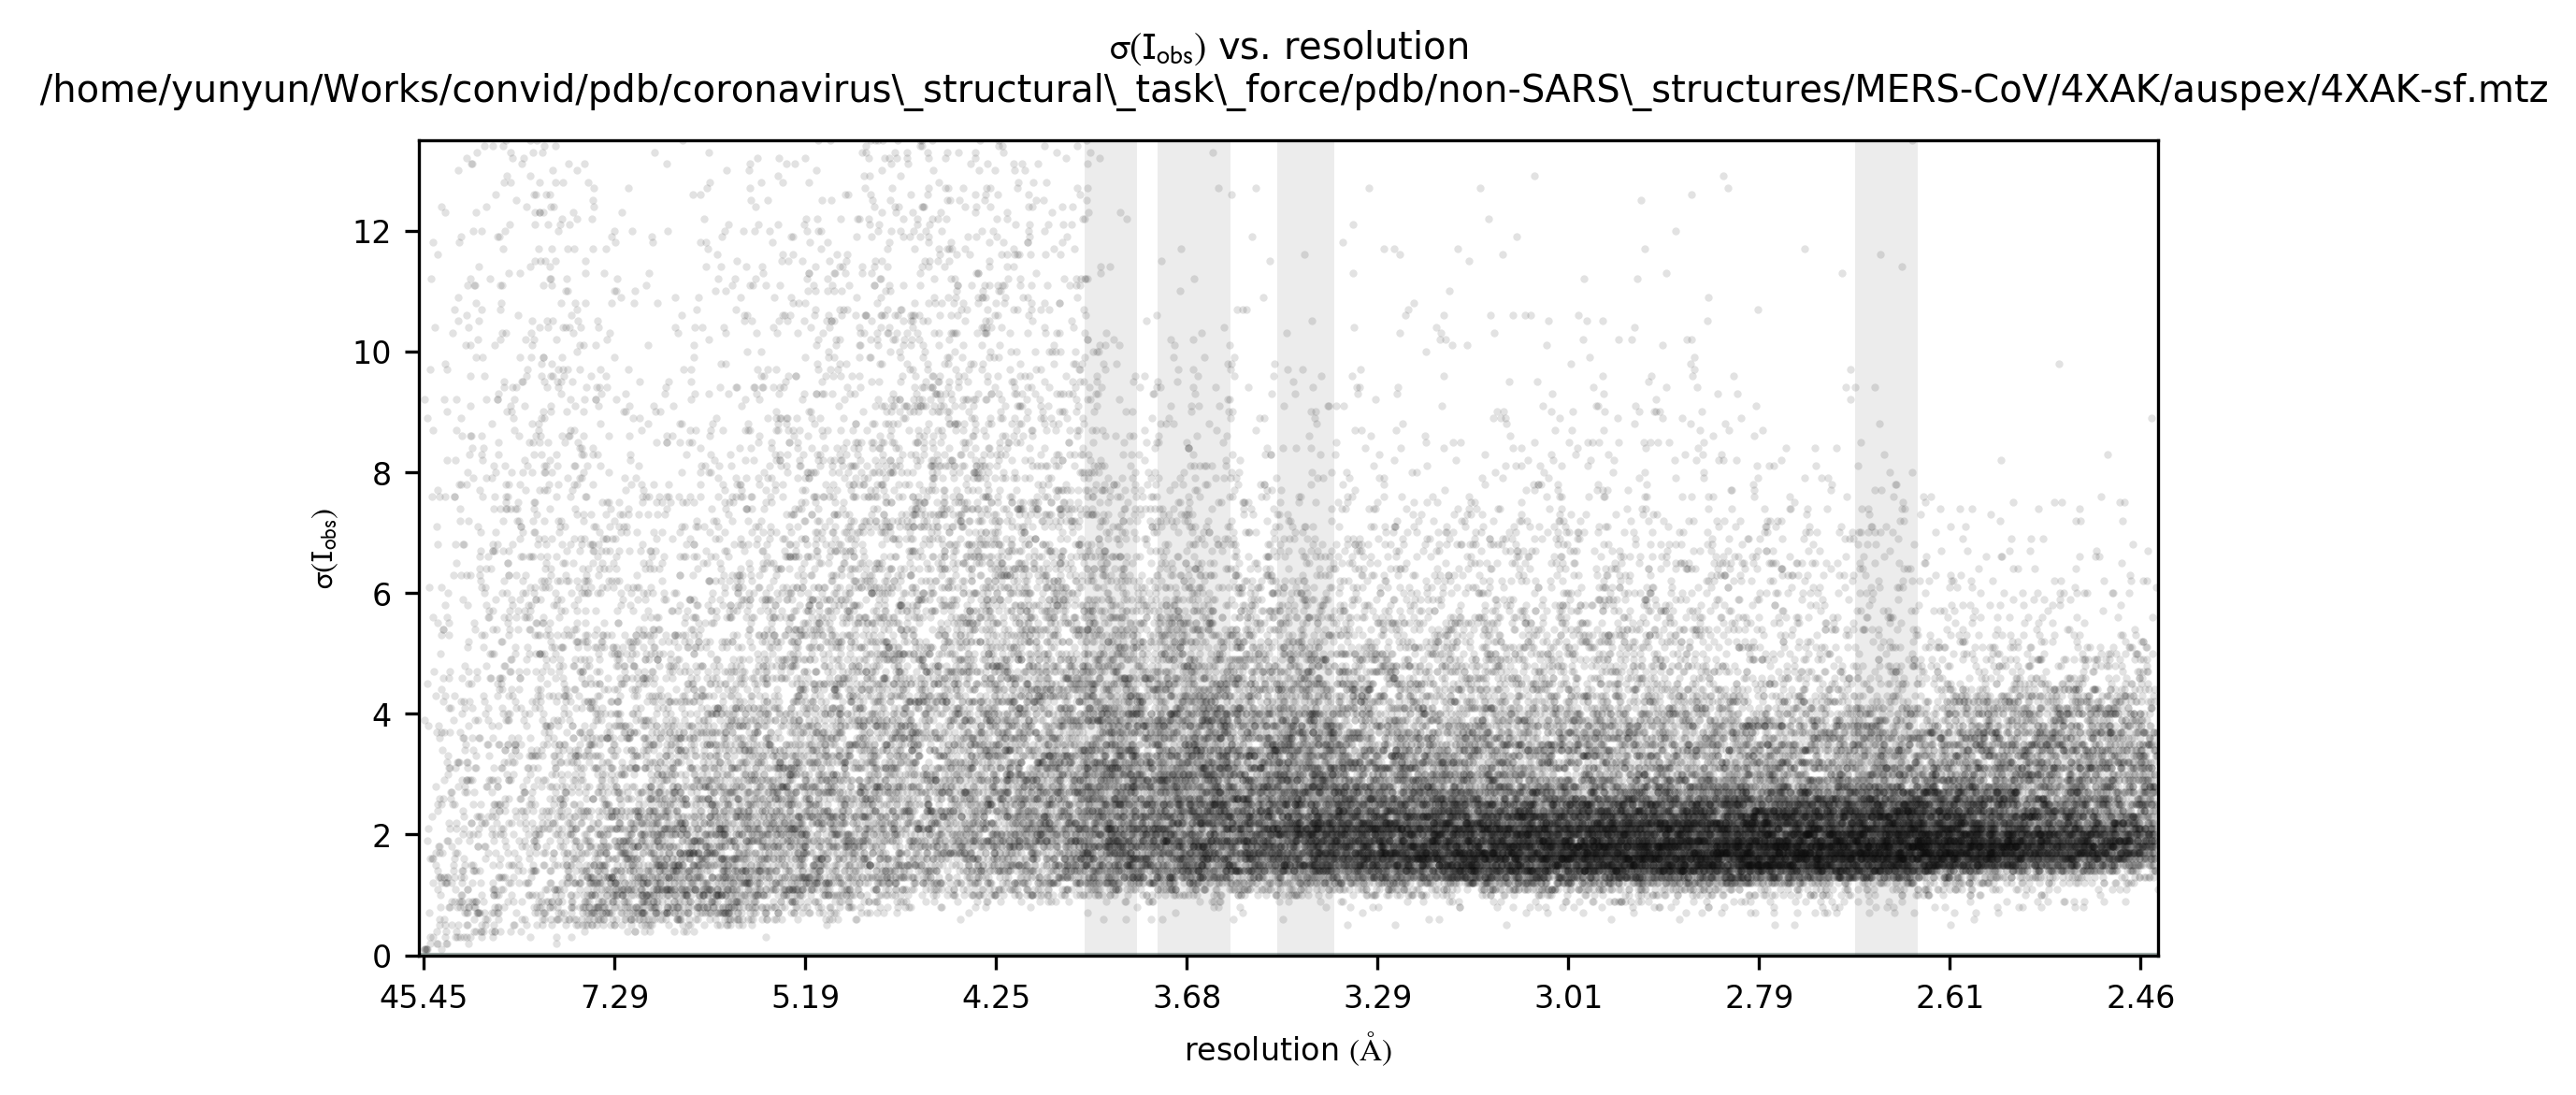 σ(I_obs) vs. resolution
/home/yunyun/Works/convid/pdb/coronavirus\_structural\_task\_force/pdb/non-SARS\_structures/MERS-CoV/4XAK/auspex/4XAK-sf.mtz
12
10
8
6
4
2
0
σ(I_obs)
45.45 7.29 5.19 4.25 3.68 3.29 3.01 2.79 2.61 2.46
resolution (Å)